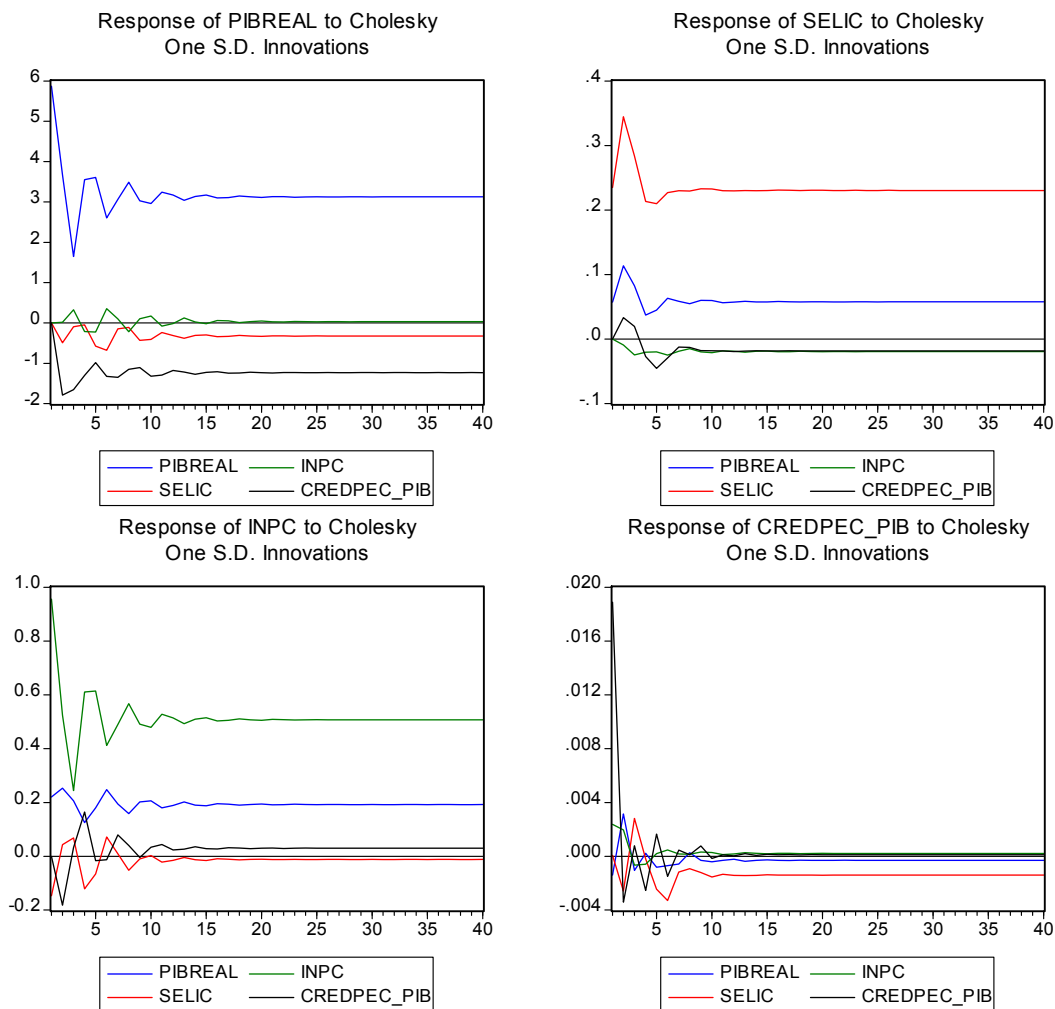 Response of PIBREAL to Cholesky
One S.D. Innovations
6
5
4
3
2
1
0
-1
-2
5 10 15 20 25 30 35 40
PIBREAL INPC
SELIC CREDPEC_PIB
Response of SELIC to Cholesky
One S.D. Innovations
.4
.3
.2
.1
.0
-.1
5 10 15 20 25 30 35 40
PIBREAL INPC
SELIC CREDPEC_PIB
Response of INPC to Cholesky
One S.D. Innovations
1.0
0.8
0.6
0.4
0.2
0.0
-0.2
5 10 15 20 25 30 35 40
PIBREAL INPC
SELIC CREDPEC_PIB
Response of CREDPEC_PIB to Cholesky
One S.D. Innovations
.020
.016
.012
.008
.004
.000
-.004
5 10 15 20 25 30 35 40
PIBREAL INPC
SELIC CREDPEC_PIB